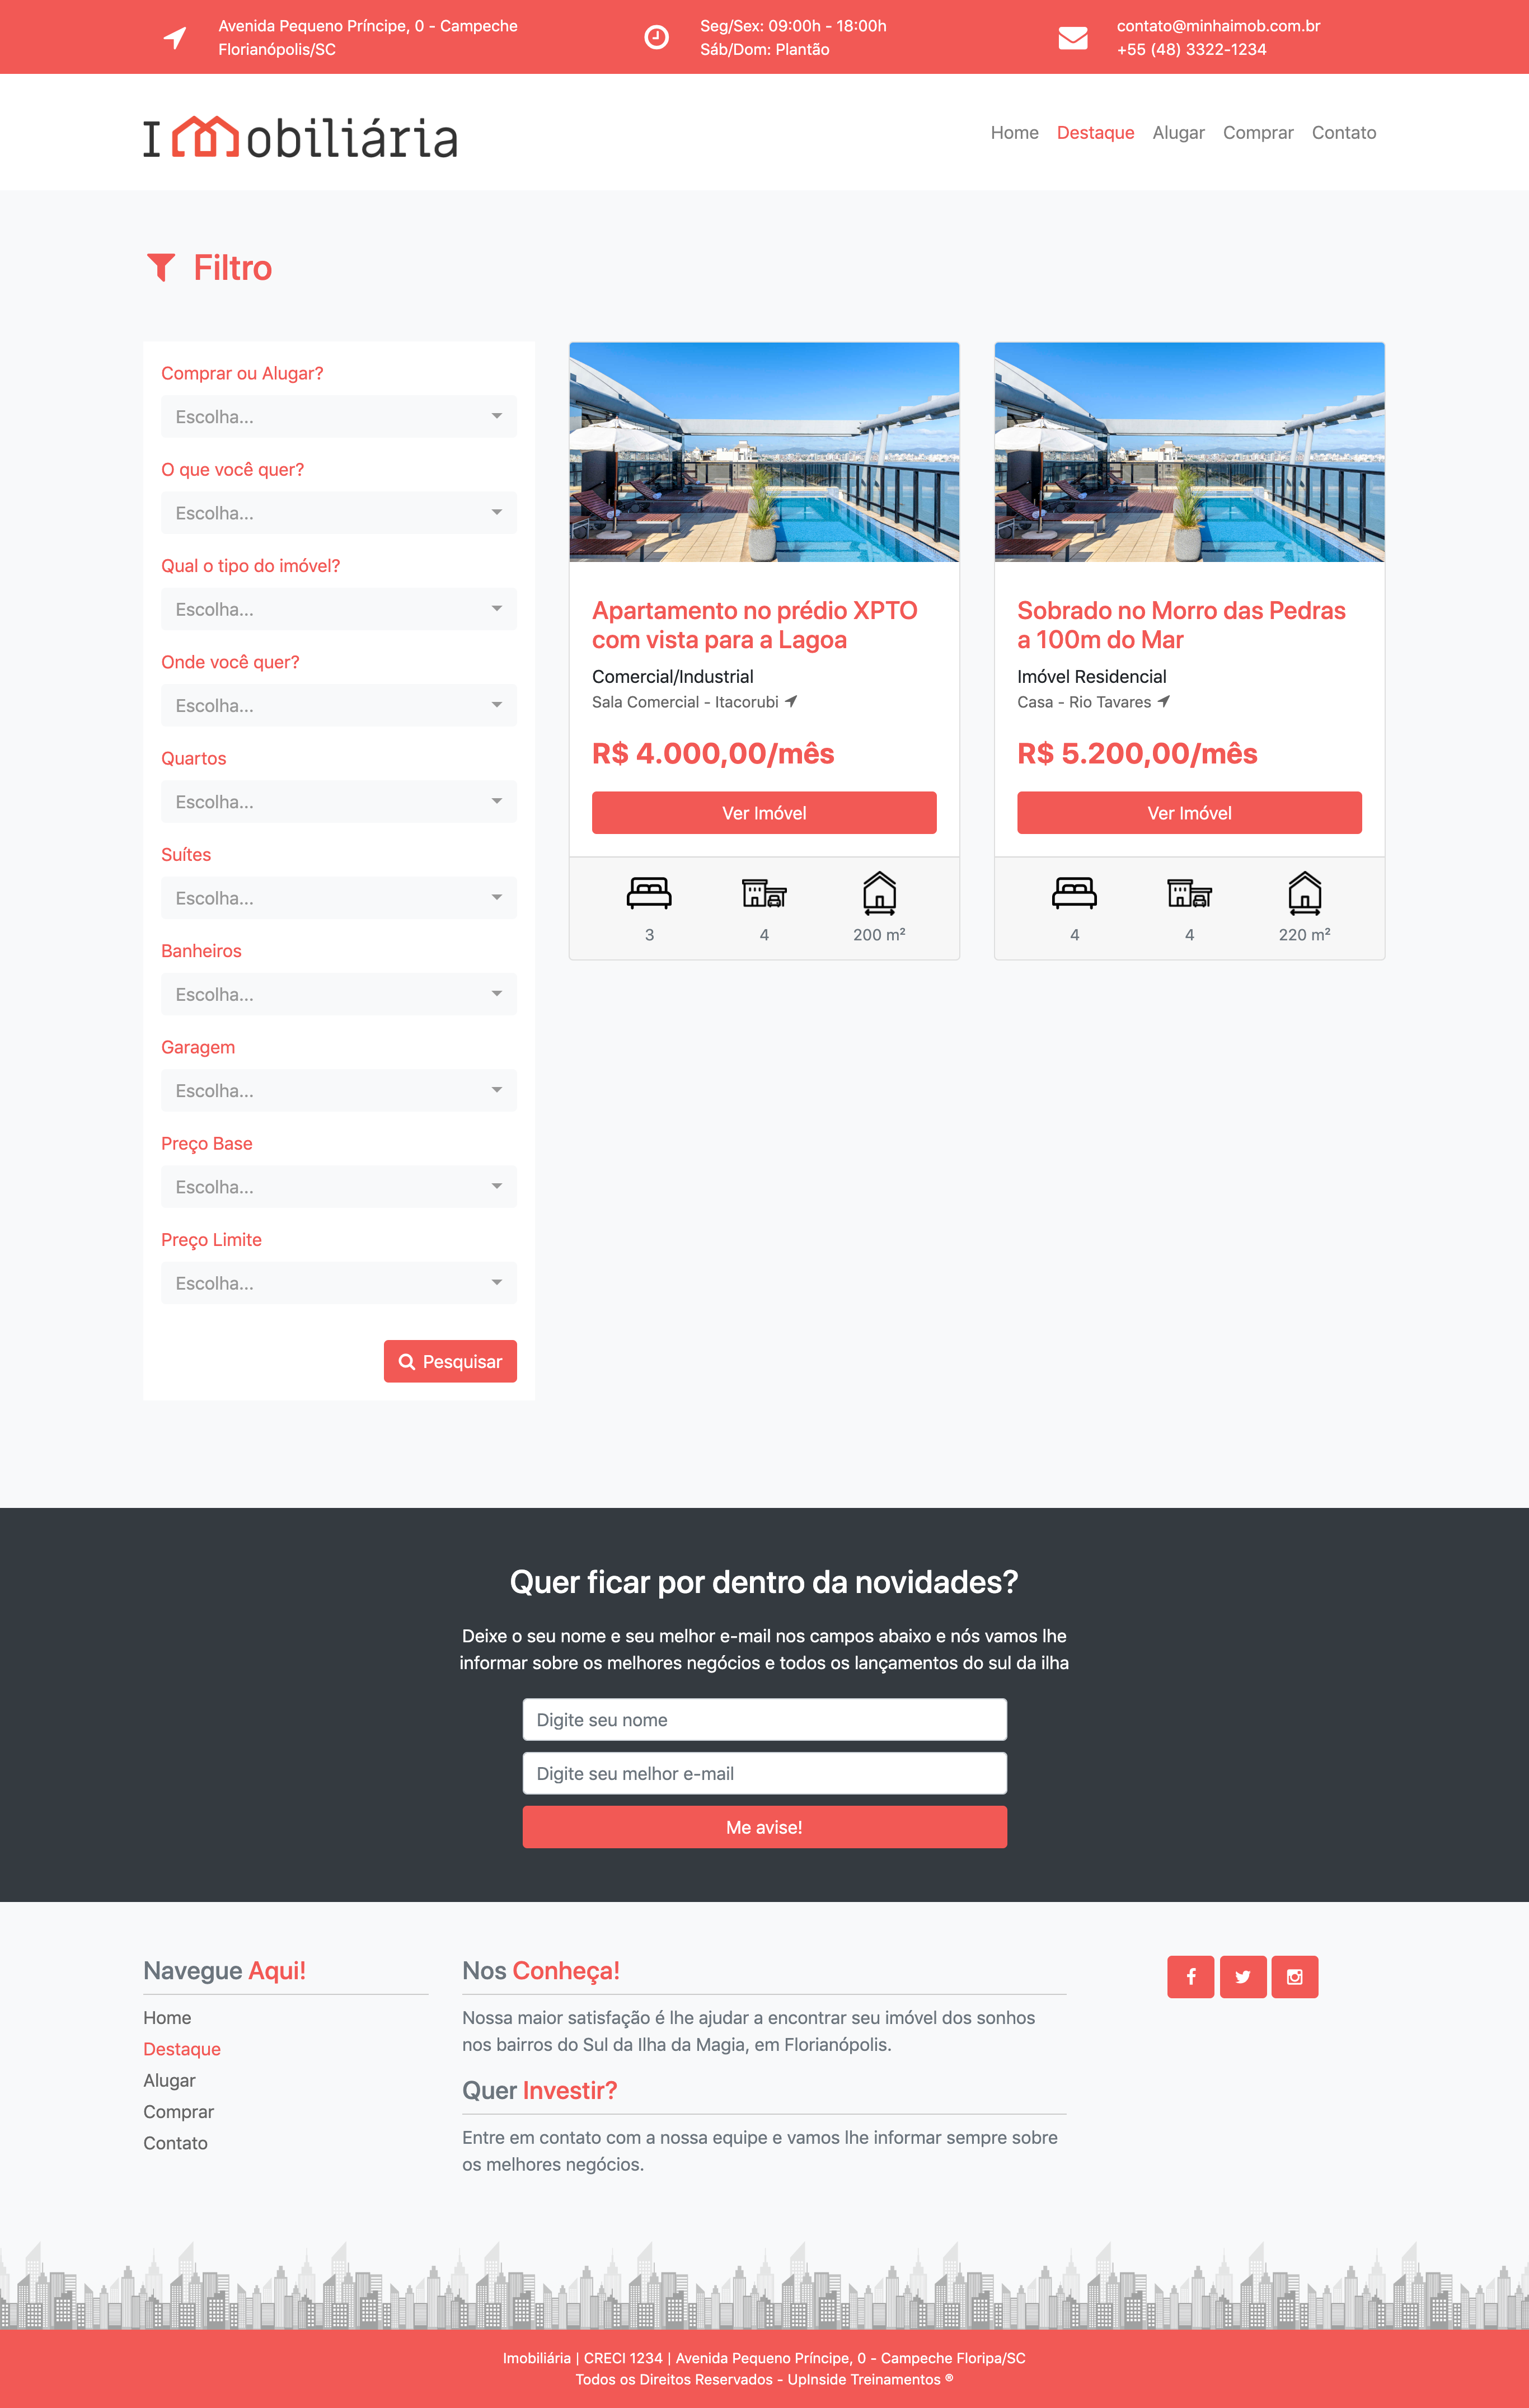 Avenida Pequeno Príncipe, 0 - Campeche
Florianópolis/SC
Seg/Sex: 09:00h - 18:00h
Sáb/Dom: Plantão
contato@minhaimob.com.br
+55 (48) 3322-1234
Imobiliária
Home
Destaque
Alugar
Comprar
Contato
Filtro
Comprar ou Alugar?
Escolha...
O que você quer?
Escolha...
Qual o tipo do imóvel?
Escolha...
Onde você quer?
Escolha...
Quartos
Escolha...
Suítes
Escolha...
Banheiros
Escolha...
Garagem
Escolha...
Preço Base
Escolha...
Preço Limite
Escolha...
Pesquisar
Apartamento no prédio XPTO
com vista para a Lagoa
Comercial/Industrial
Sala Comercial - Itacorubi
R$ 4.000,00/mês
Ver Imóvel
3
4
200 m²
Sobrado no Morro das Pedras
a 100m do Mar
Imóvel Residencial
Casa - Rio Tavares
R$ 5.200,00/mês
Ver Imóvel
4
4
220 m²
Quer ficar por dentro da novidades?
Deixe o seu nome e seu melhor e-mail nos campos abaixo e nós vamos lhe
informar sobre os melhores negócios e todos os lançamentos do sul da ilha
Digite seu nome
Digite seu melhor e-mail
Me avise!
Navegue Aqui!
Home
Destaque
Alugar
Comprar
Contato
Nos Conheça!
Nossa maior satisfação é lhe ajudar a encontrar seu imóvel dos sonhos
nos bairros do Sul da Ilha da Magia, em Florianópolis.
Quer Investir?
Entre em contato com a nossa equipe e vamos lhe informar sempre sobre
os melhores negócios.
Imobiliária | CRECI 1234 | Avenida Pequeno Príncipe, 0 - Campeche Floripa/SC
Todos os Direitos Reservados - UpInside Treinamentos ®